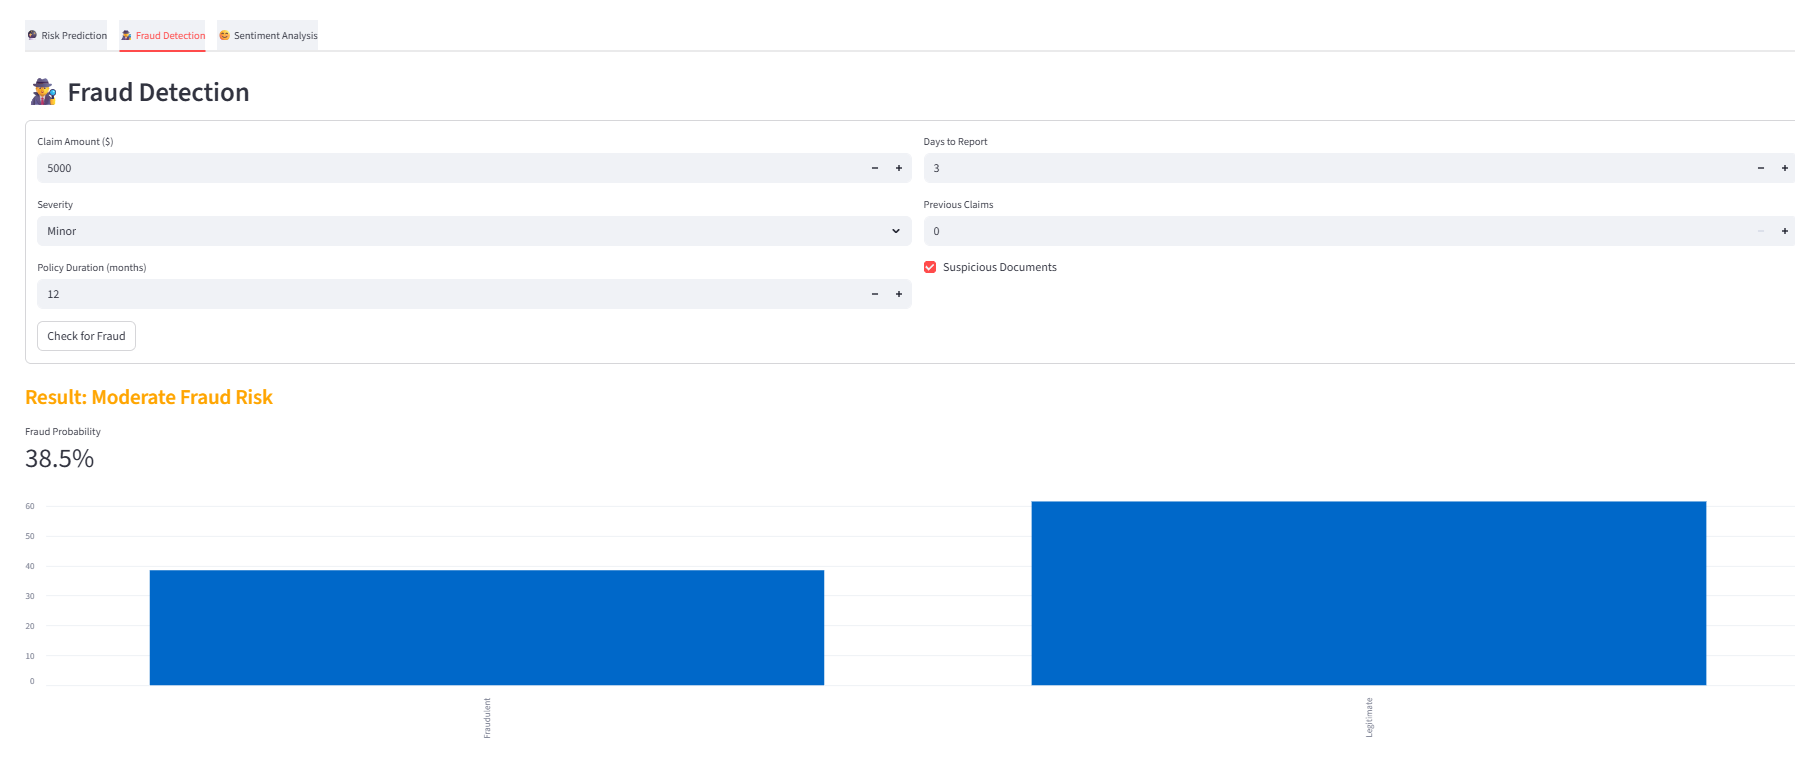 Risk Prediction
Fraud Detection
Sentiment Analysis
Fraud Detection
Claim Amount ($)
5000
Days to Report
3
Severity
Minor
Previous Claims
0
Policy Duration (months)
12
Suspicious Documents
Check for Fraud
Result: Moderate Fraud Risk
Fraud Probability
38.5%
60
50
40
30
20
10
0
Fraudulent
Legitimate